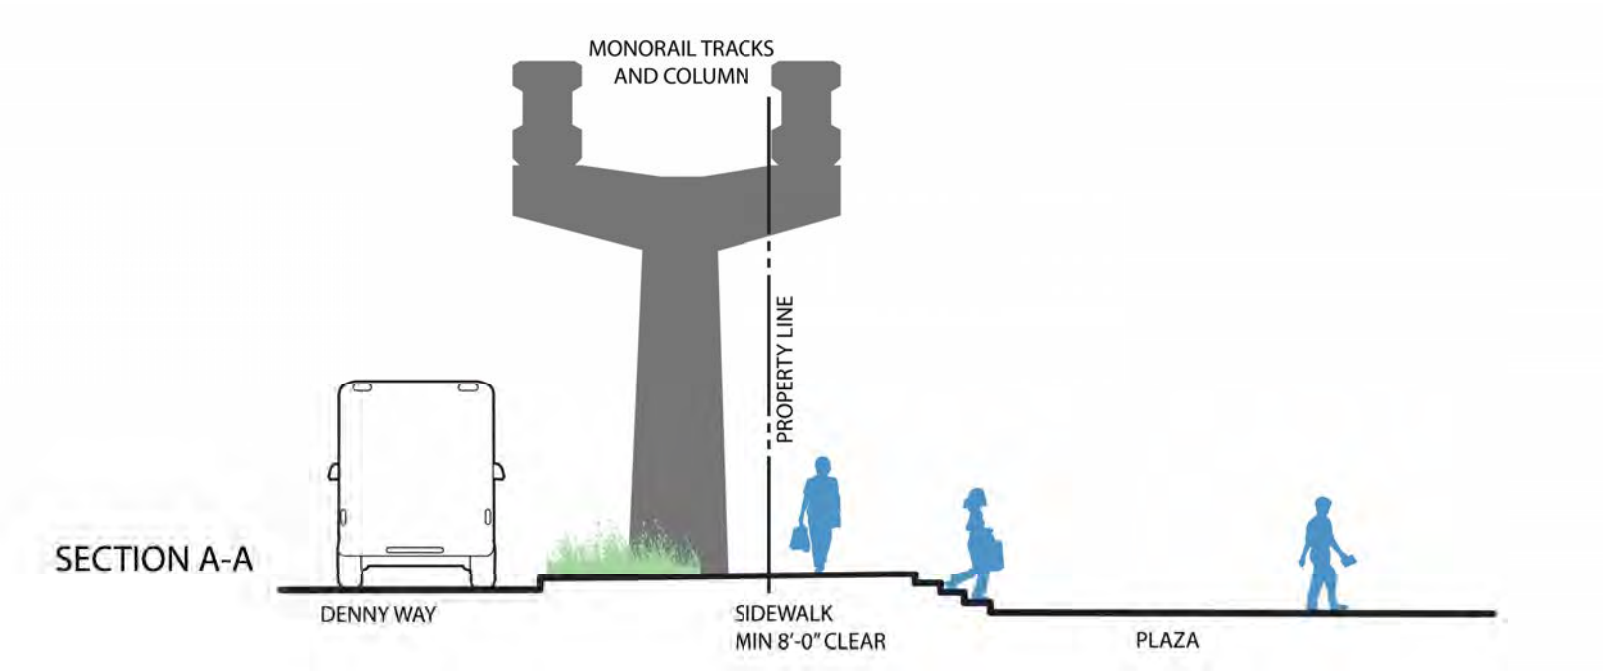 MONORAIL TRACKS
AND COLUMN
PROPERTY LINE
SECTION A-A
DENNY WAY
SIDEWALK
MIN 8'-0" CLEAR
PLAZA